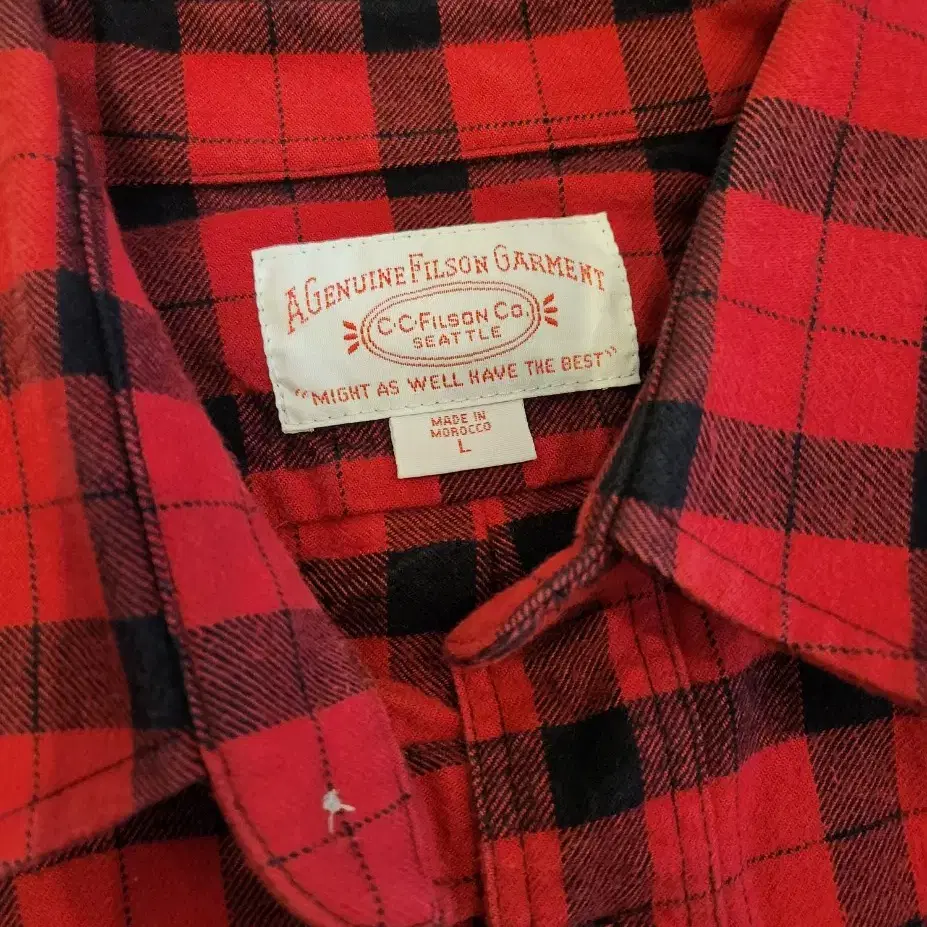 A GENUINE FILSON GARMENT
C·C·FILSON CO.
SEATTLE
"MIGHT AS WELL HAVE THE BEST"
MADE IN
MOROCCO
L